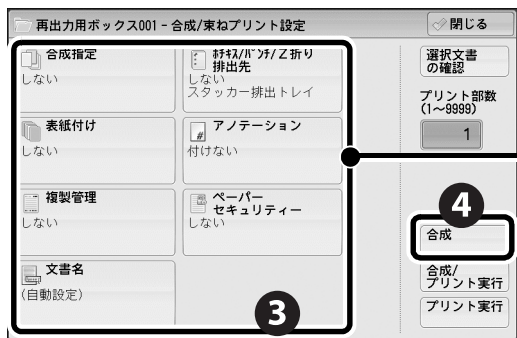 再出力用ボックス001 - 合成/束ねプリント設定
閉じる
合成指定
しない
ﾎﾁｷｽ/ﾊﾟﾝﾁ/Z折り
排出先
しない
スタッカー排出トレイ
表紙付け
しない
アノテーション
付けない
複製管理
しない
ペーパー
セキュリティー
しない
文書名
(自動設定)
3
選択文書
の確認
プリント部数
(1～9999)
1
4
合成
合成/
プリント実行
プリント実行